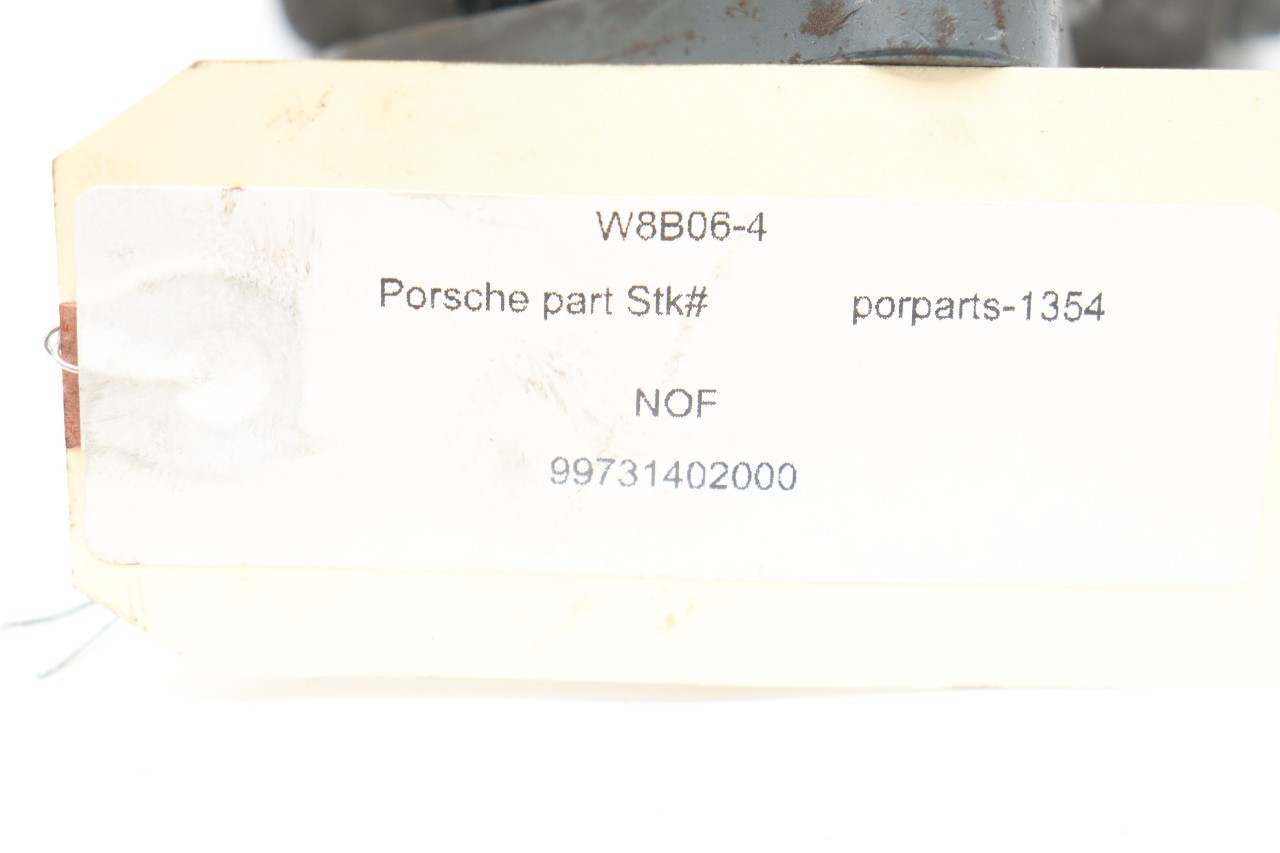 W8B06-4
Porsche part Stk# porparts-1354
NOF
99731402000